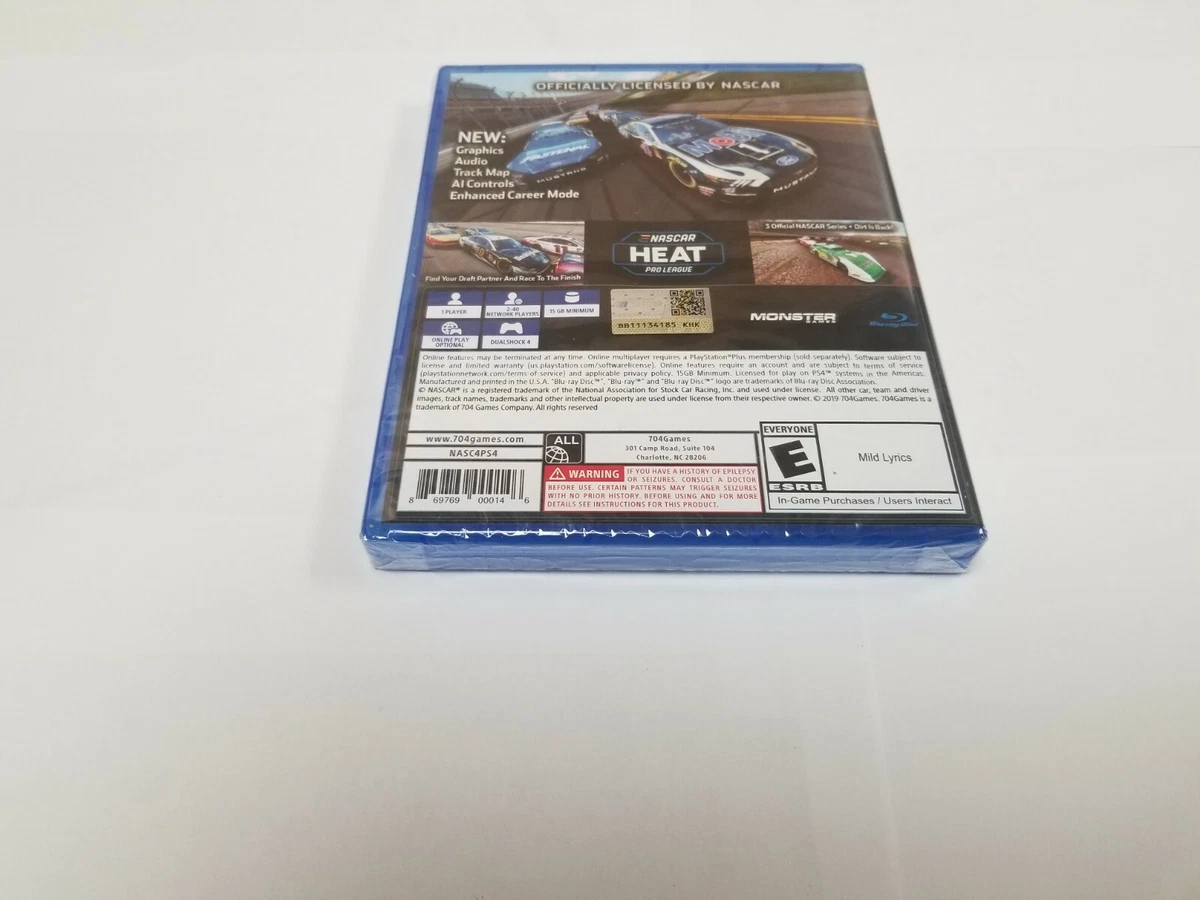 OFFICIALLY LICENSED BY NASCAR
NEW:
Graphics
Audio
Track Map
AI Controls
Enhanced Career Mode
FASTENAL
MUSTANG
1
MUSTANG
Find Your Draft Partner And Race To The Finish
NASCAR
HEAT
PRO LEAGUE
3 Official NASCAR Series • Dirt Is Back!
1 PLAYER
2-40
NETWORK PLAYERS
15 GB MINIMUM
ONLINE PLAY
OPTIONAL
DUALSHOCK 4
BB11134185 KHK
MONSTER
GAMES
Blu-ray Disc
Online features may be terminated at any time. Online multiplayer requires a PlayStation®Plus membership (sold separately). Software subject to
license and limited warranty (us.playstation.com/softwarelicense). Online features require an account and are subject to terms of service
(playstationnetwork.com/terms-of-service) and applicable privacy policy. 15GB Minimum. Licensed for play on PS4™ systems in the Americas.
Manufactured and printed in the U.S.A. "Blu-ray Disc™", "Blu-ray™" and "Blu-ray Disc™" logo are trademarks of Blu-ray Disc Association.
© NASCAR® is a registered trademark of the National Association for Stock Car Racing, Inc, and used under license. All other car, team and driver
images, track names, trademarks and other intellectual property are used under license from their respective owner. © 2019 704Games. 704Games is a
trademark of 704 Games Company. All rights reserved
www.704games.com
NASC4PS4
8 69769 00014 6
ALL
704Games
301 Camp Road, Suite 104
Charlotte, NC 28206
WARNING IF YOU HAVE A HISTORY OF EPILEPSY
OR SEIZURES, CONSULT A DOCTOR
BEFORE USE. CERTAIN PATTERNS MAY TRIGGER SEIZURES
WITH NO PRIOR HISTORY. BEFORE USING AND FOR MORE
DETAILS SEE INSTRUCTIONS FOR THIS PRODUCT.
EVERYONE
E
ESRB
Mild Lyrics
In-Game Purchases / Users Interact